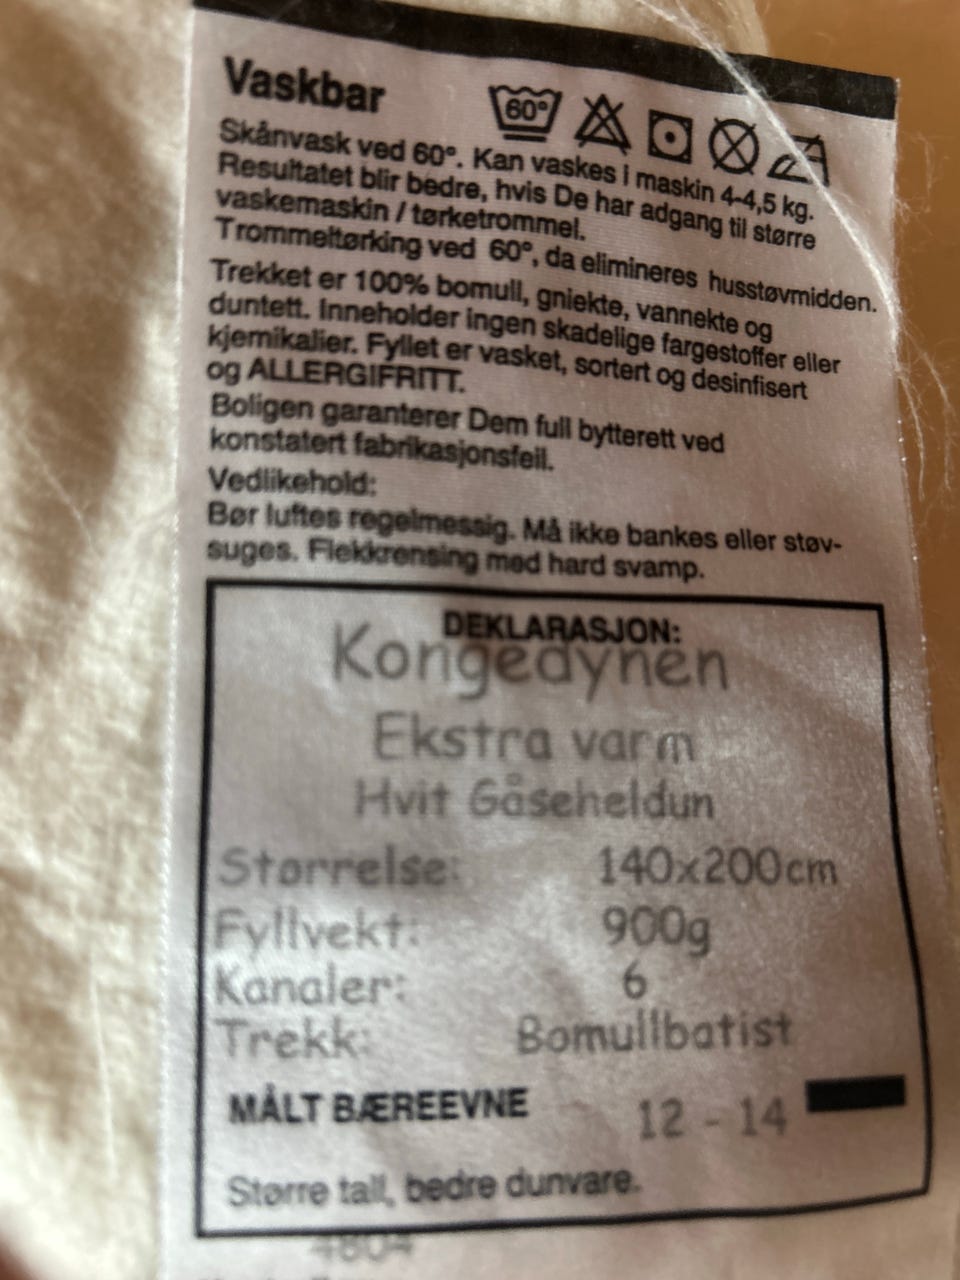 Vaskbar
60°
Skånvask ved 60°. Kan vaskes i maskin 4-4,5 kg.
Resultatet blir bedre, hvis De har adgang til større
vaskemaskin / tørketrommel.
Trommeltørking ved 60°, da elimineres husstøvmidden.
Trekket er 100% bomull, gniekte, vannekte og
duntett. Inneholder ingen skadelige fargestoffer eller
kjemikalier. Fyllet er vasket, sortert og desinfisert
og ALLERGIFRITT.
Boligen garanterer Dem full bytterett ved
konstatert fabrikasjonsfeil.
Vedlikehold:
Bør luftes regelmessig. Må ikke bankes eller støv-
suges. Flekkrensing med hard svamp.
DEKLARASJON:
Kongedynen
Ekstra varm
Hvit Gåseheldun
Størrelse: 140x200cm
Fyllvekt: 900g
Kanaler: 6
Trekk: Bomullbatist
MÅLT BÆREEVNE 12 - 14
Større tall, bedre dunvare.
4804